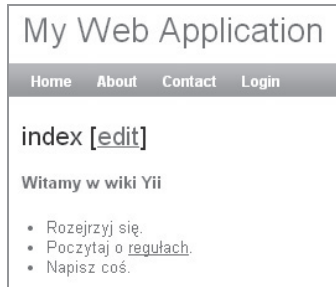 My Web Application
Home About Contact Login
index [edit]
Witamy w wiki Yii
• Rozejrzyj się.
• Poczytaj o regułach.
• Napisz coś.